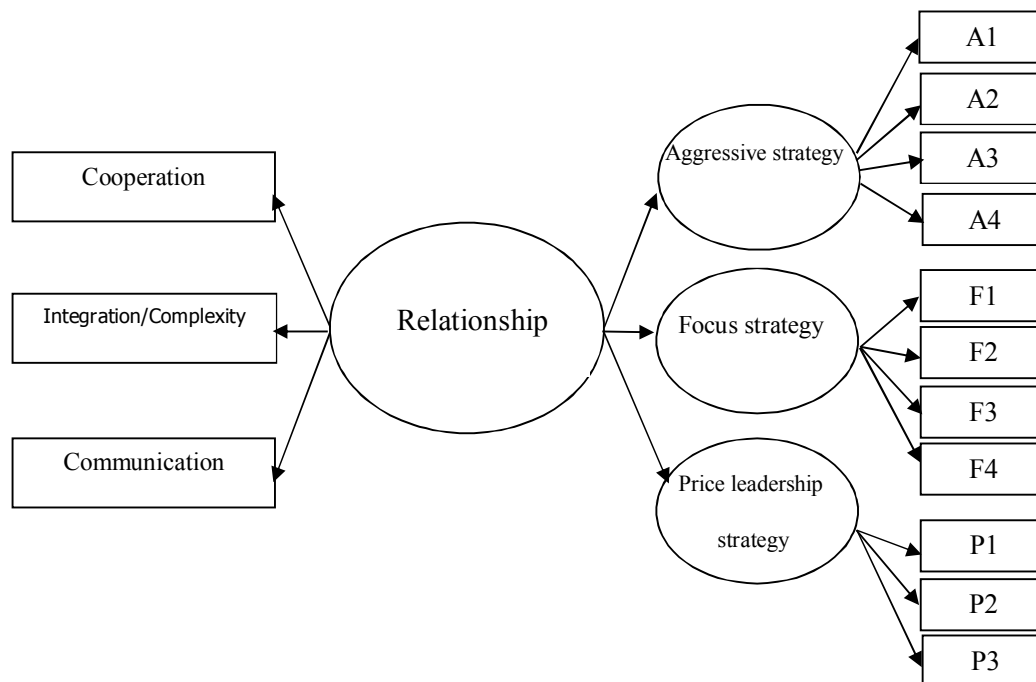 Cooperation
Integration/Complexity
Communication
Relationship
Aggressive strategy
Focus strategy
Price leadership
strategy
A1
A2
A3
A4
F1
F2
F3
F4
P1
P2
P3